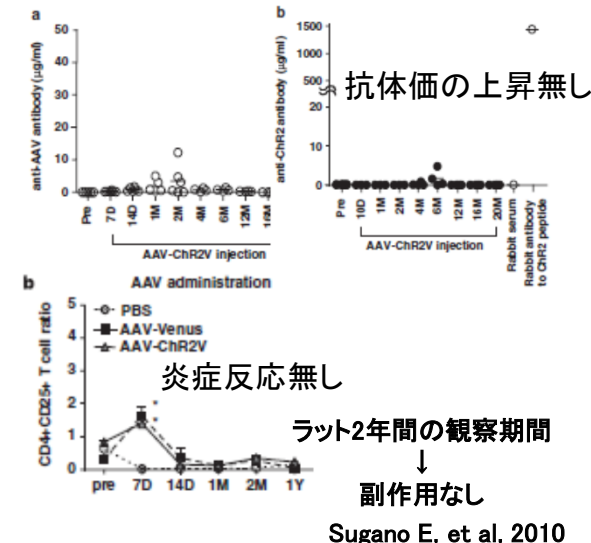 a
50
40
30
20
10
0
anti-AAV antibody (μg/ml)
Pre
7D
14D
1M
2M
4M
6M
12M
AAV-ChR2V injection
b
1500
1000
500
20
10
0
anti-ChR2 antibody (μg/ml)
抗体価の上昇無し
Pre
10D
1M
2M
4M
6M
12M
16M
20M
Rabbit serum
Rabbit antibody
to ChR2 peptide
AAV-ChR2V injection
b
AAV administration
5
4
3
2
1
0
CD4+CD25+ T cell ratio
PBS
AAV-Venus
AAV-ChR2V
炎症反応無し
*
*
pre
7D
14D
1M
2M
1Y
ラット2年間の観察期間
↓
副作用なし
Sugano E, et al, 2010